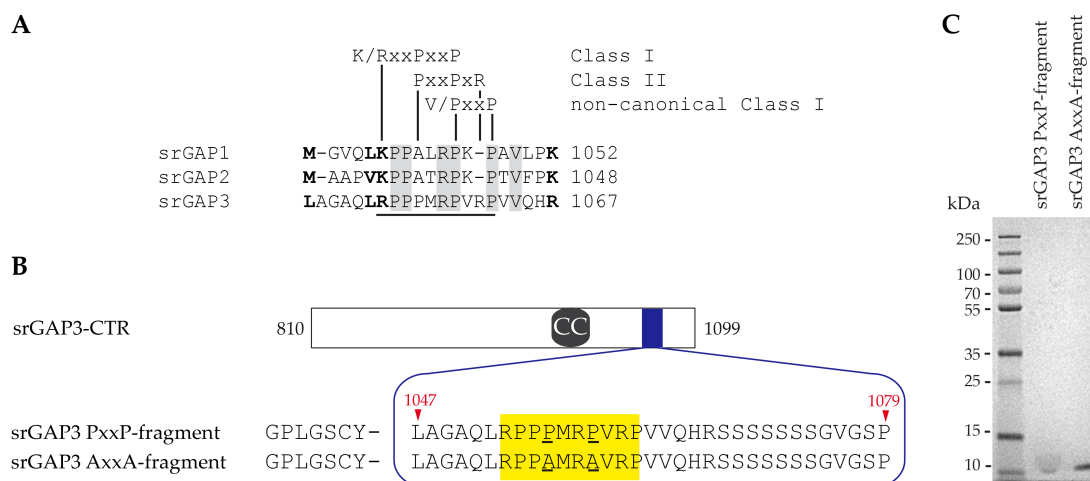 A
K/RxxPxxP Class I
PxxPxR Class II
V/PxxP non-canonical Class I
srGAP1 M-GVQLKPPALRPK-PAVLPK 1052
srGAP2 M-AAPVKPPATRPK-PTVFPK 1048
srGAP3 LAGAQLRPPPMRPVRPVVQHR 1067
B
srGAP3-CTR 810 CC 1099
1047 1079
srGAP3 PxxP-fragment GPLGSCY- LAGAQLRPPPMRPVRPVVQHRSSSSSSSGVGSP
srGAP3 AxxA-fragment GPLGSCY- LAGAQLRPPAMRAVRPVVQHRSSSSSSSGVGSP
C
srGAP3 PxxP-fragment
srGAP3 AxxA-fragment
kDa
250 -
100 -
70 -
55 -
35 -
25 -
15 -
10 -